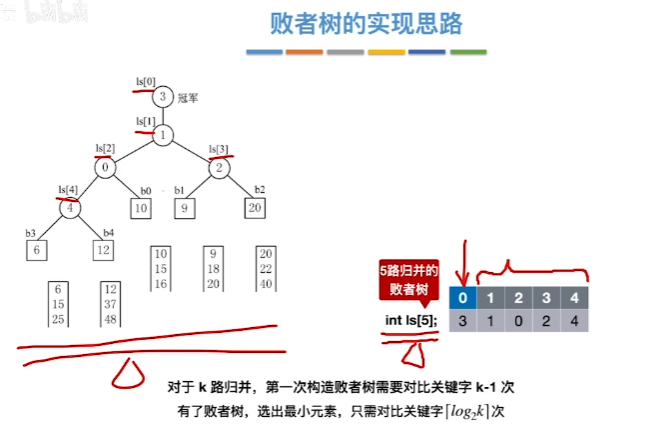 bilibili
败者树的实现思路
ls[0]
3 冠军
ls[1]
1
ls[2] ls[3]
0 2
ls[4] b0 b1 b2
4 10 9 20
b3 b4
6 12
10 9 20
15 18 22
16 20 40
6 12
15 37
25 48
5路归并的
败者树
0 1 2 3 4
int ls[5]; 3 1 0 2 4
对于 k 路归并，第一次构造败者树需要对比关键字 k-1 次
有了败者树，选出最小元素，只需对比关键字⌈log₂k⌉次